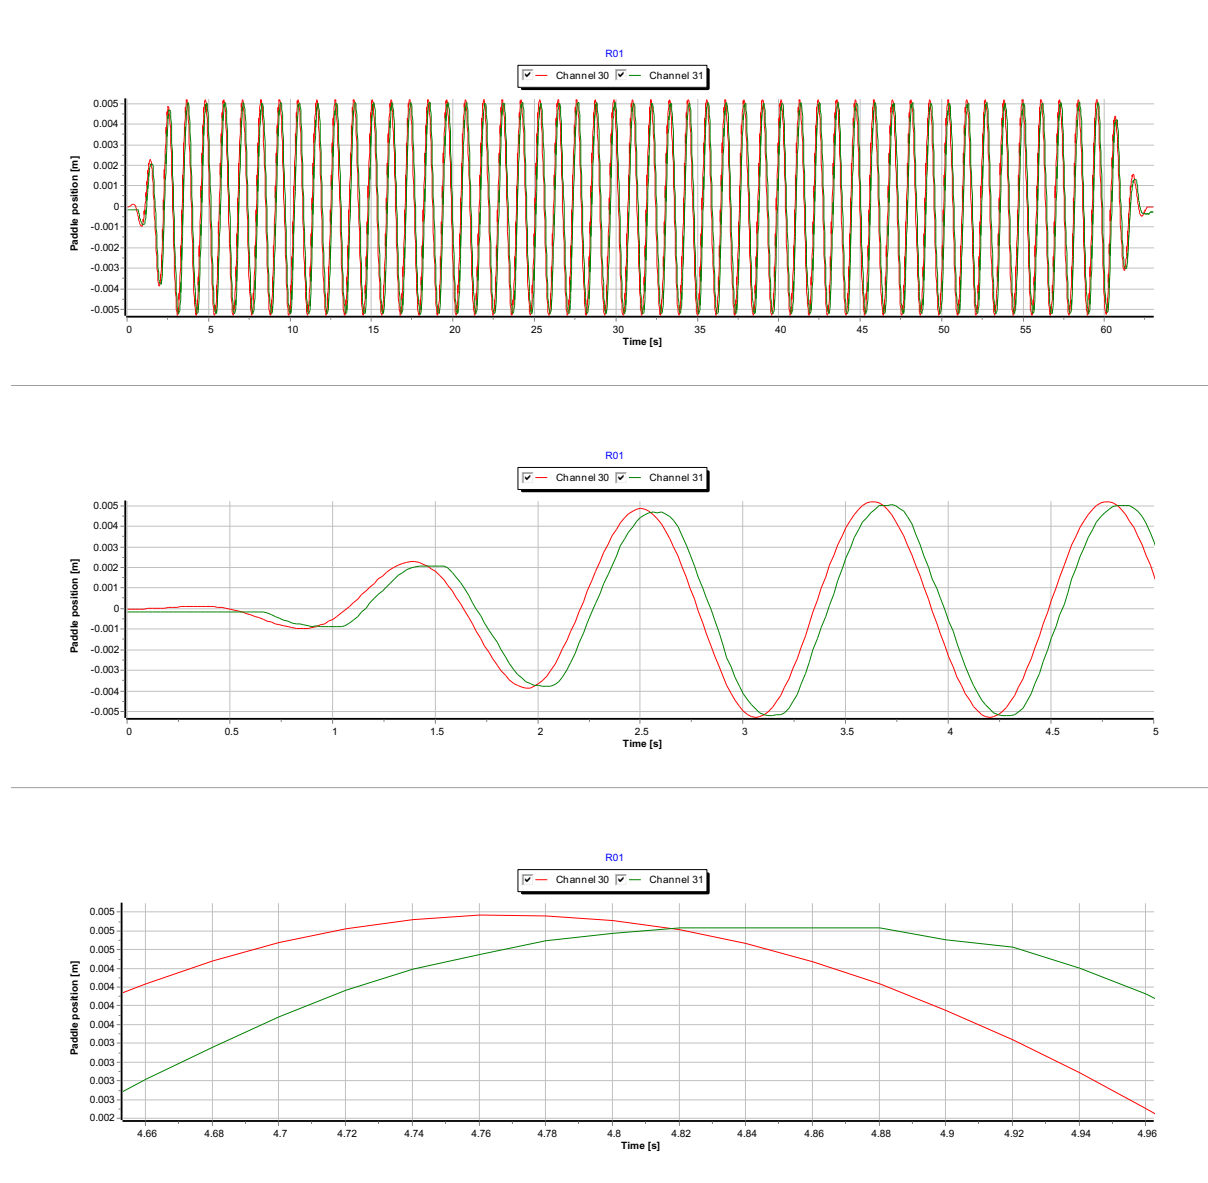 R01
Channel 30 Channel 31
0.005
0.004
0.003
0.002
0.001
0
-0.001
-0.002
-0.003
-0.004
-0.005
Paddle position [m]
0 5 10 15 20 25 30 35 40 45 50 55 60
Time [s]
R01
Channel 30 Channel 31
0.005
0.004
0.003
0.002
0.001
0
-0.001
-0.002
-0.003
-0.004
-0.005
Paddle position [m]
0 0.5 1 1.5 2 2.5 3 3.5 4 4.5 5
Time [s]
R01
Channel 30 Channel 31
0.005
0.005
0.005
0.004
0.004
0.004
0.004
0.003
0.003
0.003
0.003
0.002
Paddle position [m]
4.66 4.68 4.7 4.72 4.74 4.76 4.78 4.8 4.82 4.84 4.86 4.88 4.9 4.92 4.94 4.96
Time [s]